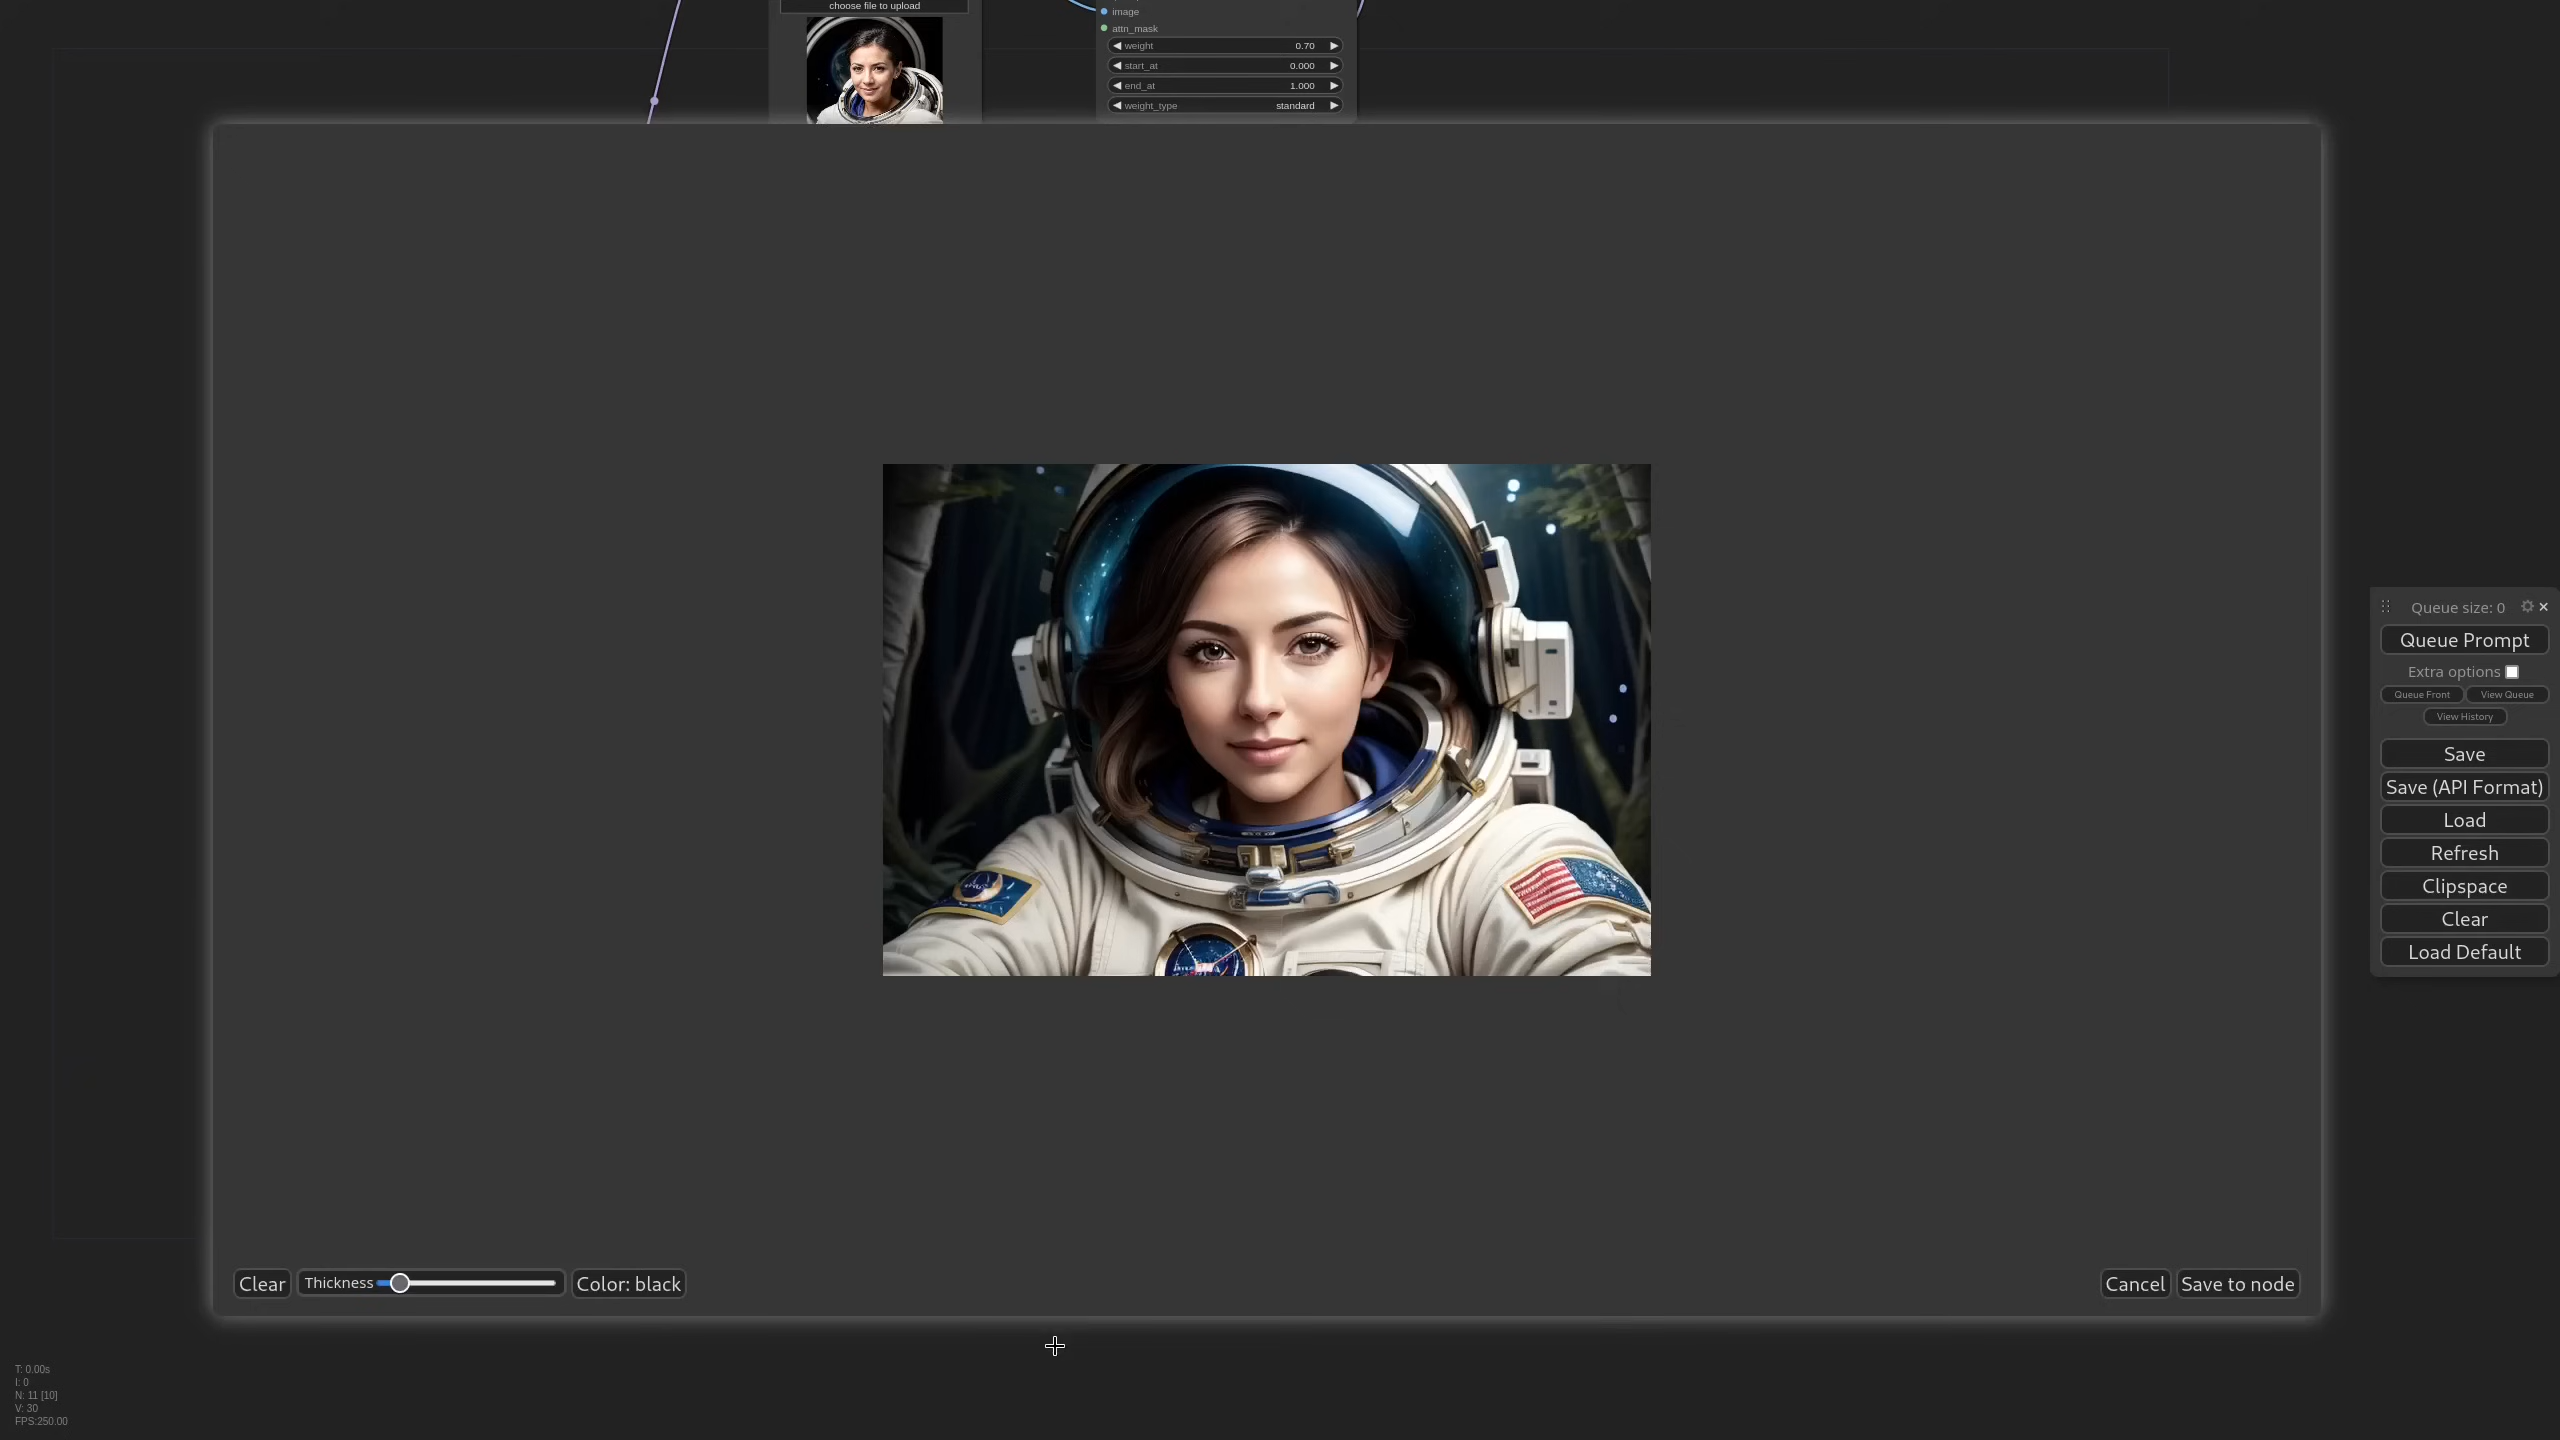 choose file to upload
image
attn_mask
weight 0.70
start_at 0.000
end_at 1.000
weight_type standard
Queue size: 0
Queue Prompt
Extra options
Queue Front View Queue
View History
Save
Save (API Format)
Load
Refresh
Clipspace
Clear
Load Default
Clear Thickness Color: black Cancel Save to node
T: 0.00s
I: 0
N: 11 [10]
V: 30
FPS:250.00